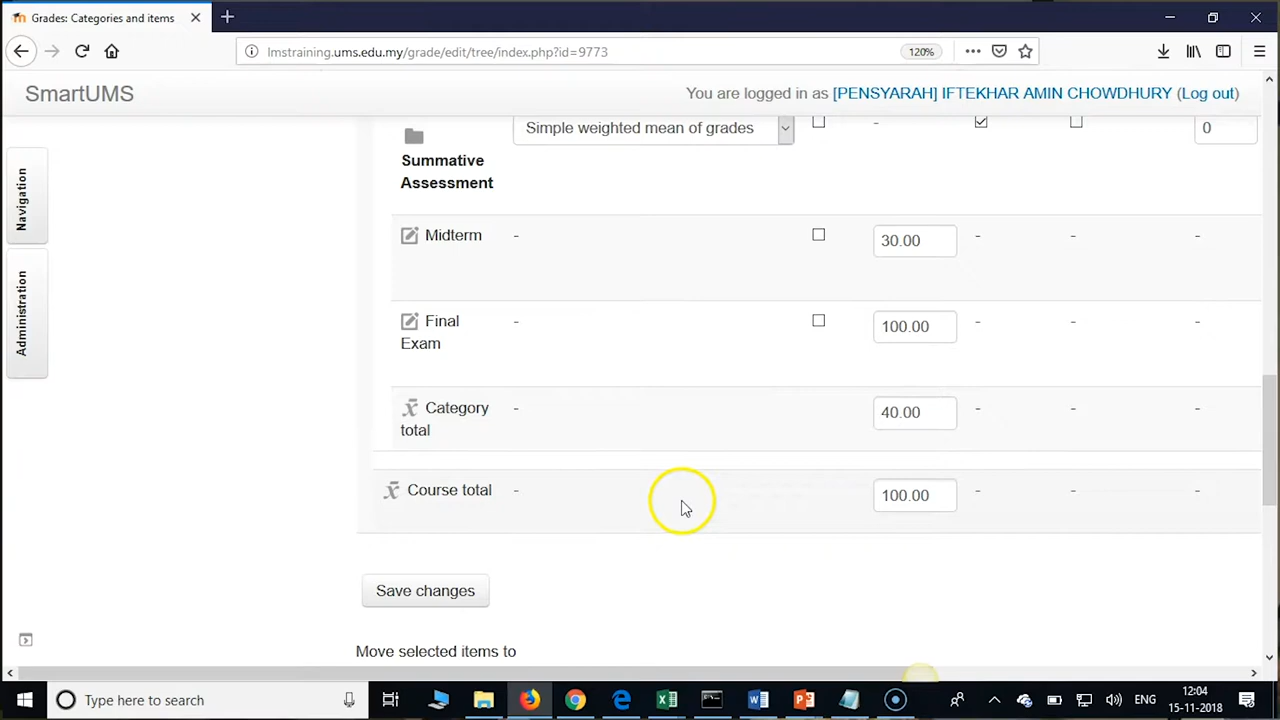 Grades: Categories and items
lmstraining.ums.edu.my/grade/edit/tree/index.php?id=9773
120%
SmartUMS
You are logged in as [PENSYARAH] IFTEKHAR AMIN CHOWDHURY (Log out)
Navigation
Administration
Simple weighted mean of grades - 0
Summative
Assessment
Midterm - 30.00 - - -
Final
Exam - 100.00 - - -
x̄ Category
total - 40.00 - - -
x̄ Course total - 100.00 - - -
Save changes
Move selected items to
Type here to search
ENG
12:04
15-11-2018